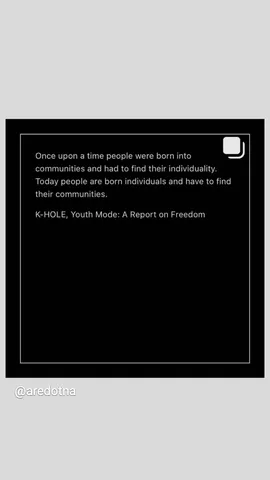 Once upon a time people were born into
communities and had to find their individuality.
Today people are born individuals and have to find
their communities.
K-HOLE, Youth Mode: A Report on Freedom
@aredotna